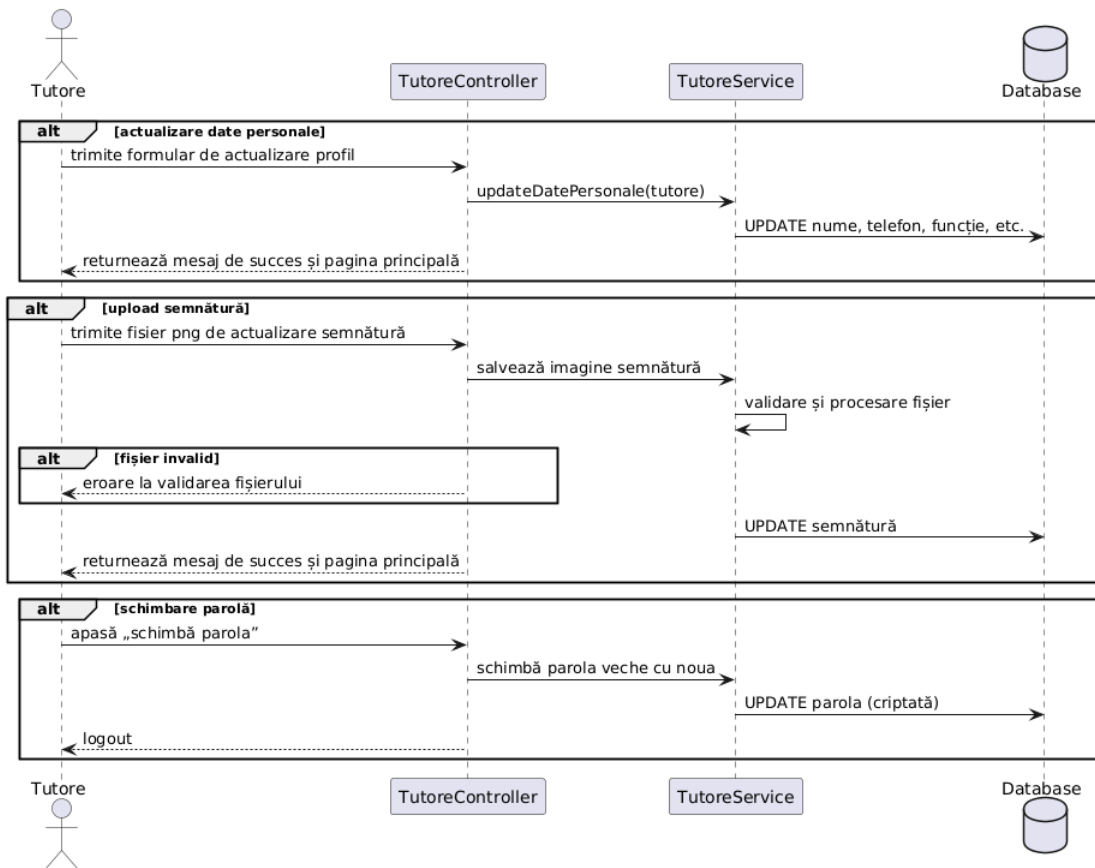 Tutore
TutoreController
TutoreService
Database
alt [actualizare date personale]
trimite formular de actualizare profil
updateDatePersonale(tutore)
UPDATE nume, telefon, funcție, etc.
returnează mesaj de succes și pagina principală
alt [upload semnătură]
trimite fisier png de actualizare semnătură
salvează imagine semnătură
validare și procesare fișier
alt [fișier invalid]
eroare la validarea fișierului
UPDATE semnătură
returnează mesaj de succes și pagina principală
alt [schimbare parolă]
apasă „schimbă parola”
schimbă parola veche cu noua
UPDATE parola (criptată)
logout
Tutore
TutoreController
TutoreService
Database